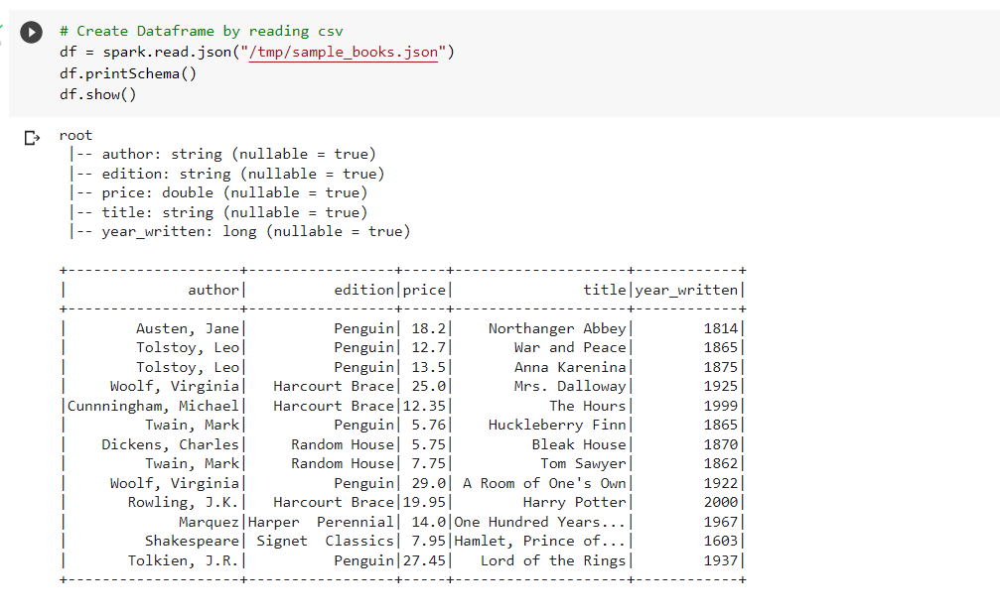 # Create Dataframe by reading csv
df = spark.read.json("/tmp/sample_books.json")
df.printSchema()
df.show()
root
 |-- author: string (nullable = true)
 |-- edition: string (nullable = true)
 |-- price: double (nullable = true)
 |-- title: string (nullable = true)
 |-- year_written: long (nullable = true)
+--------------------+-----------------+-----+--------------------+------------+
|              author|          edition|price|               title|year_written|
+--------------------+-----------------+-----+--------------------+------------+
|        Austen, Jane|          Penguin| 18.2|    Northanger Abbey|        1814|
|        Tolstoy, Leo|          Penguin| 12.7|       War and Peace|        1865|
|        Tolstoy, Leo|          Penguin| 13.5|       Anna Karenina|        1875|
|     Woolf, Virginia|   Harcourt Brace| 25.0|       Mrs. Dalloway|        1925|
|Cunnningham, Michael|   Harcourt Brace|12.35|           The Hours|        1999|
|         Twain, Mark|          Penguin| 5.76|    Huckleberry Finn|        1865|
|    Dickens, Charles|     Random House| 5.75|         Bleak House|        1870|
|         Twain, Mark|     Random House| 7.75|          Tom Sawyer|        1862|
|     Woolf, Virginia|          Penguin| 29.0| A Room of One's Own|        1922|
|       Rowling, J.K.|   Harcourt Brace|19.95|        Harry Potter|        2000|
|             Marquez|Harper  Perennial| 14.0|One Hundred Years...|        1967|
|         Shakespeare| Signet  Classics| 7.95|Hamlet, Prince of...|        1603|
|       Tolkien, J.R.|          Penguin|27.45|   Lord of the Rings|        1937|
+--------------------+-----------------+-----+--------------------+------------+